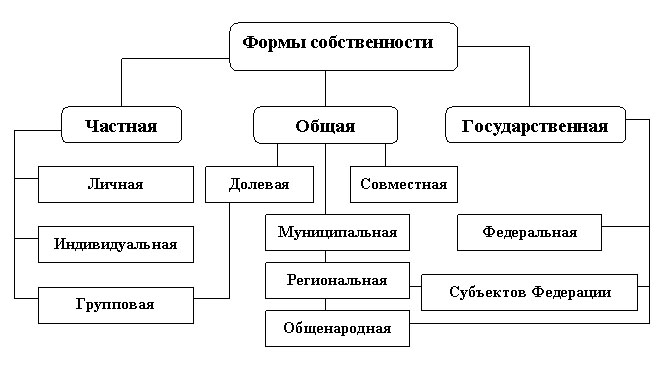 Формы собственности
Частная
Общая
Государственная
Личная
Долевая
Совместная
Индивидуальная
Муниципальная
Федеральная
Групповая
Региональная
Субъектов Федерации
Общенародная